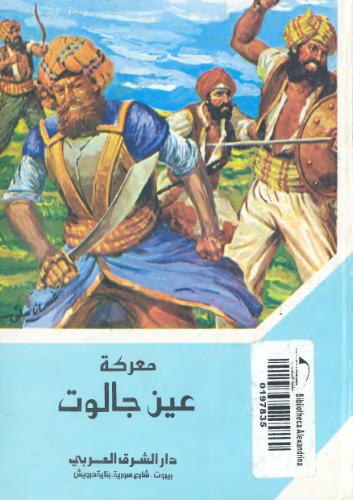 معركة
عين جالوت
دار الشرق العربي
بيروت . شارع سورية . بناية درويش
Bibliotheca Alexandrina
0197835